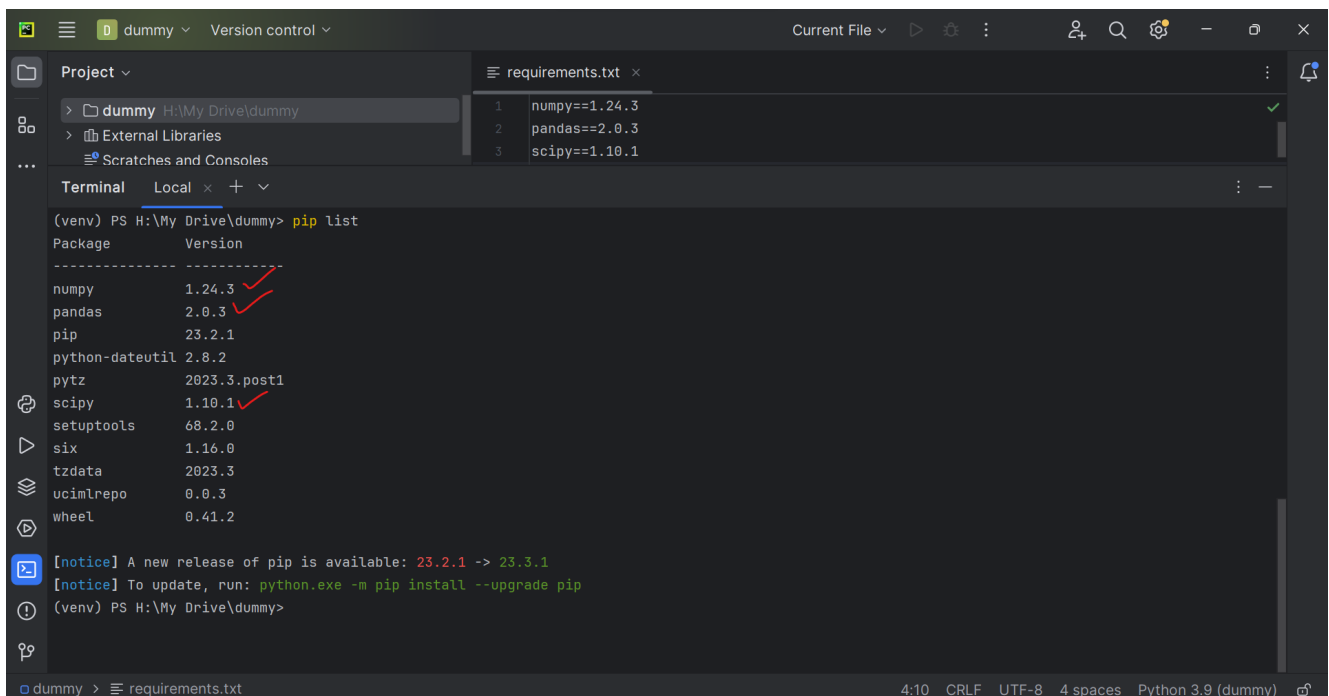 D dummy Version control Current File
Project
requirements.txt ×
dummy H:\My Drive\dummy
External Libraries
Scratches and Consoles
1 numpy==1.24.3
2 pandas==2.0.3
3 scipy==1.10.1
Terminal Local ×
(venv) PS H:\My Drive\dummy> pip list
Package Version
--------------- ------------
numpy 1.24.3
pandas 2.0.3
pip 23.2.1
python-dateutil 2.8.2
pytz 2023.3.post1
scipy 1.10.1
setuptools 68.2.0
six 1.16.0
tzdata 2023.3
ucimlrepo 0.0.3
wheel 0.41.2
[notice] A new release of pip is available: 23.2.1 -> 23.3.1
[notice] To update, run: python.exe -m pip install --upgrade pip
(venv) PS H:\My Drive\dummy>
dummy > requirements.txt 4:10 CRLF UTF-8 4 spaces Python 3.9 (dummy)